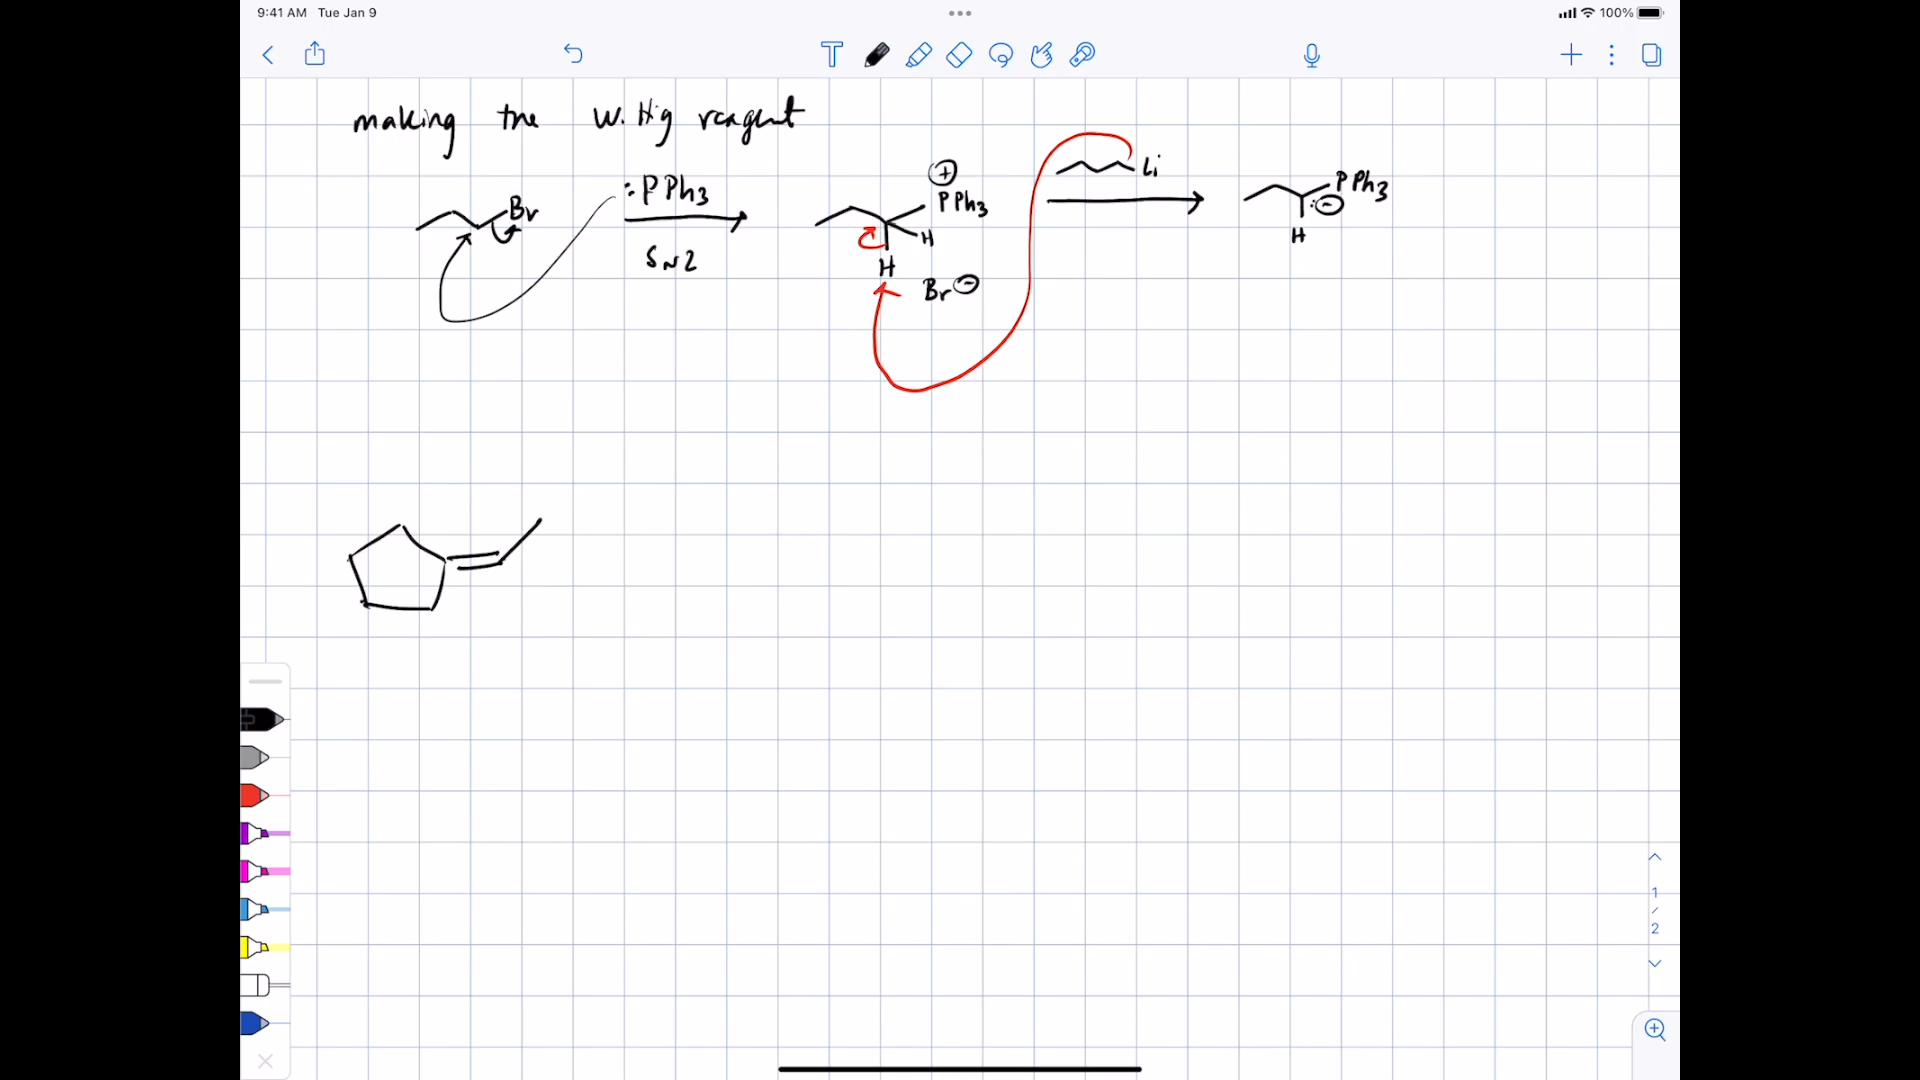 9:41 AM Tue Jan 9
100%
making the Wittig reagent
Br
:PPh3
SN2
+
PPh3
H
H
Br-
Li
PPh3
:-
H
1
/
2